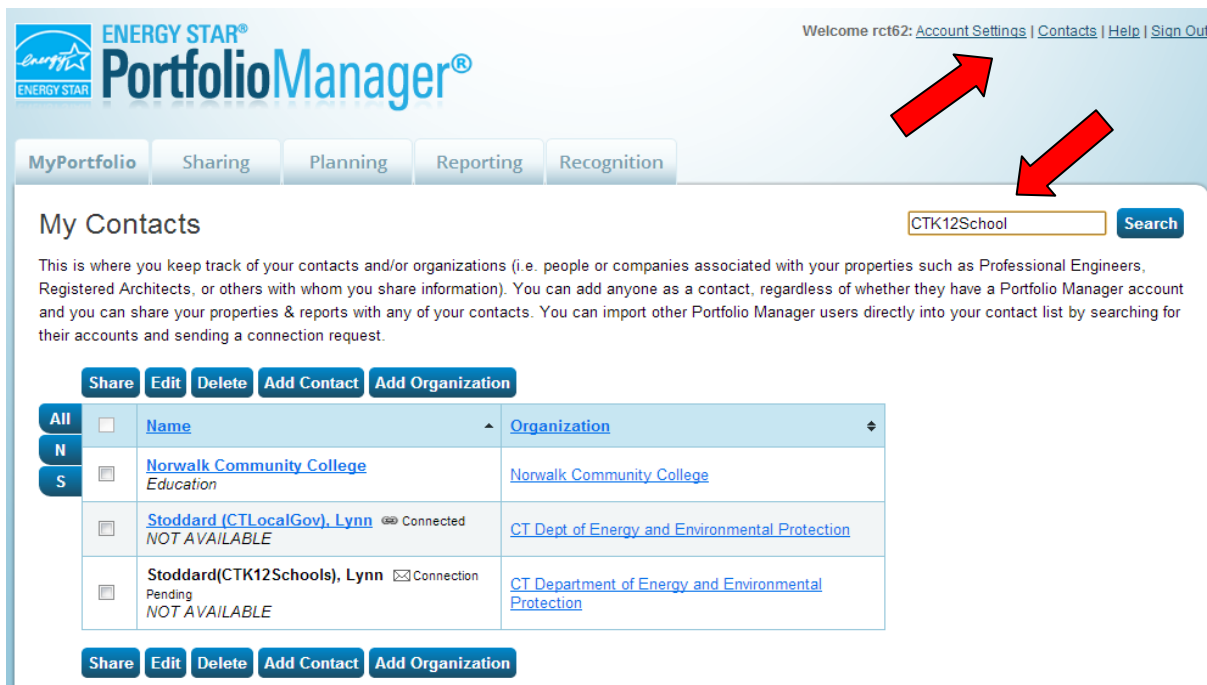 ENERGY STAR®
PortfolioManager®
energy
ENERGY STAR
Welcome rct62: Account Settings | Contacts | Help | Sign Out
MyPortfolio Sharing Planning Reporting Recognition
My Contacts
CTK12School Search
This is where you keep track of your contacts and/or organizations (i.e. people or companies associated with your properties such as Professional Engineers,
Registered Architects, or others with whom you share information). You can add anyone as a contact, regardless of whether they have a Portfolio Manager account
and you can share your properties & reports with any of your contacts. You can import other Portfolio Manager users directly into your contact list by searching for
their accounts and sending a connection request.
Share Edit Delete Add Contact Add Organization
All
N
S
Name Organization
Norwalk Community College
Education
Norwalk Community College
Stoddard (CTLocalGov), Lynn Connected
NOT AVAILABLE
CT Dept of Energy and Environmental Protection
Stoddard(CTK12Schools), Lynn Connection
Pending
NOT AVAILABLE
CT Department of Energy and Environmental
Protection
Share Edit Delete Add Contact Add Organization